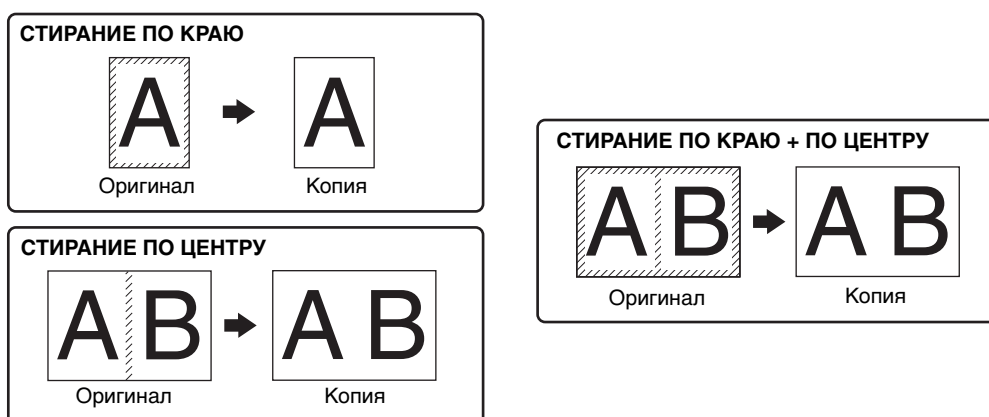 СТИРАНИЕ ПО КРАЮ
A A
Оригинал Копия
СТИРАНИЕ ПО ЦЕНТРУ
A B A B
Оригинал Копия
СТИРАНИЕ ПО КРАЮ + ПО ЦЕНТРУ
A B A B
Оригинал Копия